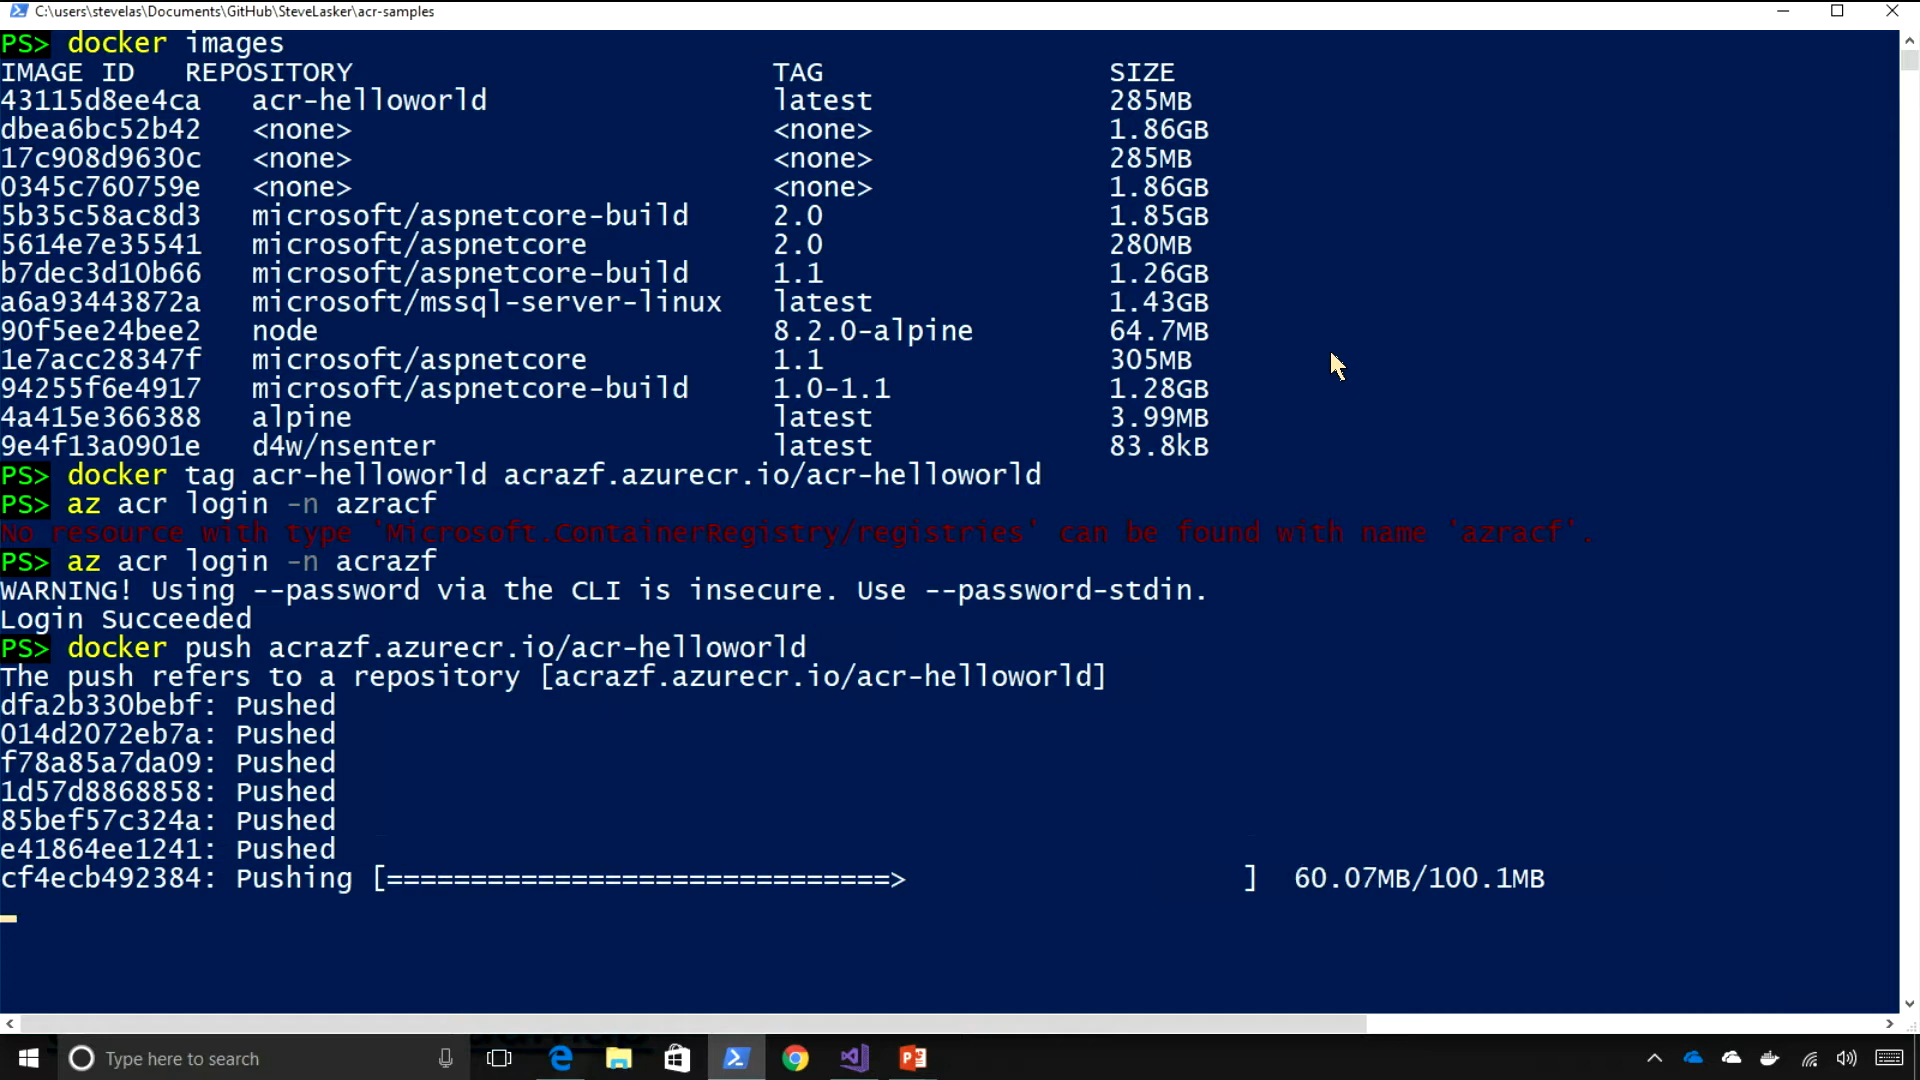 C:\users\stevelas\Documents\GitHub\SteveLasker\acr-samples
PS> docker images
IMAGE ID REPOSITORY TAG SIZE
43115d8ee4ca acr-helloworld latest 285MB
dbea6bc52b42 <none> <none> 1.86GB
17c908d9630c <none> <none> 285MB
0345c760759e <none> <none> 1.86GB
5b35c58ac8d3 microsoft/aspnetcore-build 2.0 1.85GB
5614e7e35541 microsoft/aspnetcore 2.0 280MB
b7dec3d10b66 microsoft/aspnetcore-build 1.1 1.26GB
a6a93443872a microsoft/mssql-server-linux latest 1.43GB
90f5ee24bee2 node 8.2.0-alpine 64.7MB
1e7acc28347f microsoft/aspnetcore 1.1 305MB
94255f6e4917 microsoft/aspnetcore-build 1.0-1.1 1.28GB
4a415e366388 alpine latest 3.99MB
9e4f13a0901e d4w/nsenter latest 83.8kB
PS> docker tag acr-helloworld acrazf.azurecr.io/acr-helloworld
PS> az acr login -n azracf
No resource with type 'Microsoft.ContainerRegistry/registries' can be found with name 'azracf'.
PS> az acr login -n acrazf
WARNING! Using --password via the CLI is insecure. Use --password-stdin.
Login Succeeded
PS> docker push acrazf.azurecr.io/acr-helloworld
The push refers to a repository [acrazf.azurecr.io/acr-helloworld]
dfa2b330bebf: Pushed
014d2072eb7a: Pushed
f78a85a7da09: Pushed
1d57d8868858: Pushed
85bef57c324a: Pushed
e41864ee1241: Pushed
cf4ecb492384: Pushing [==============================> ] 60.07MB/100.1MB
Type here to search